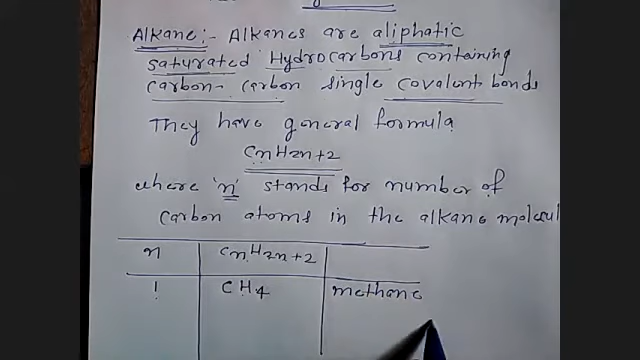 Alkane:- Alkanes are aliphatic
saturated Hydrocarbons containing
carbon-carbon single covalent bonds
They have general formula
CnH2n+2
where 'n' stands for number of
carbon atoms in the alkane molecul
n CnH2n+2
1 CH4 methane